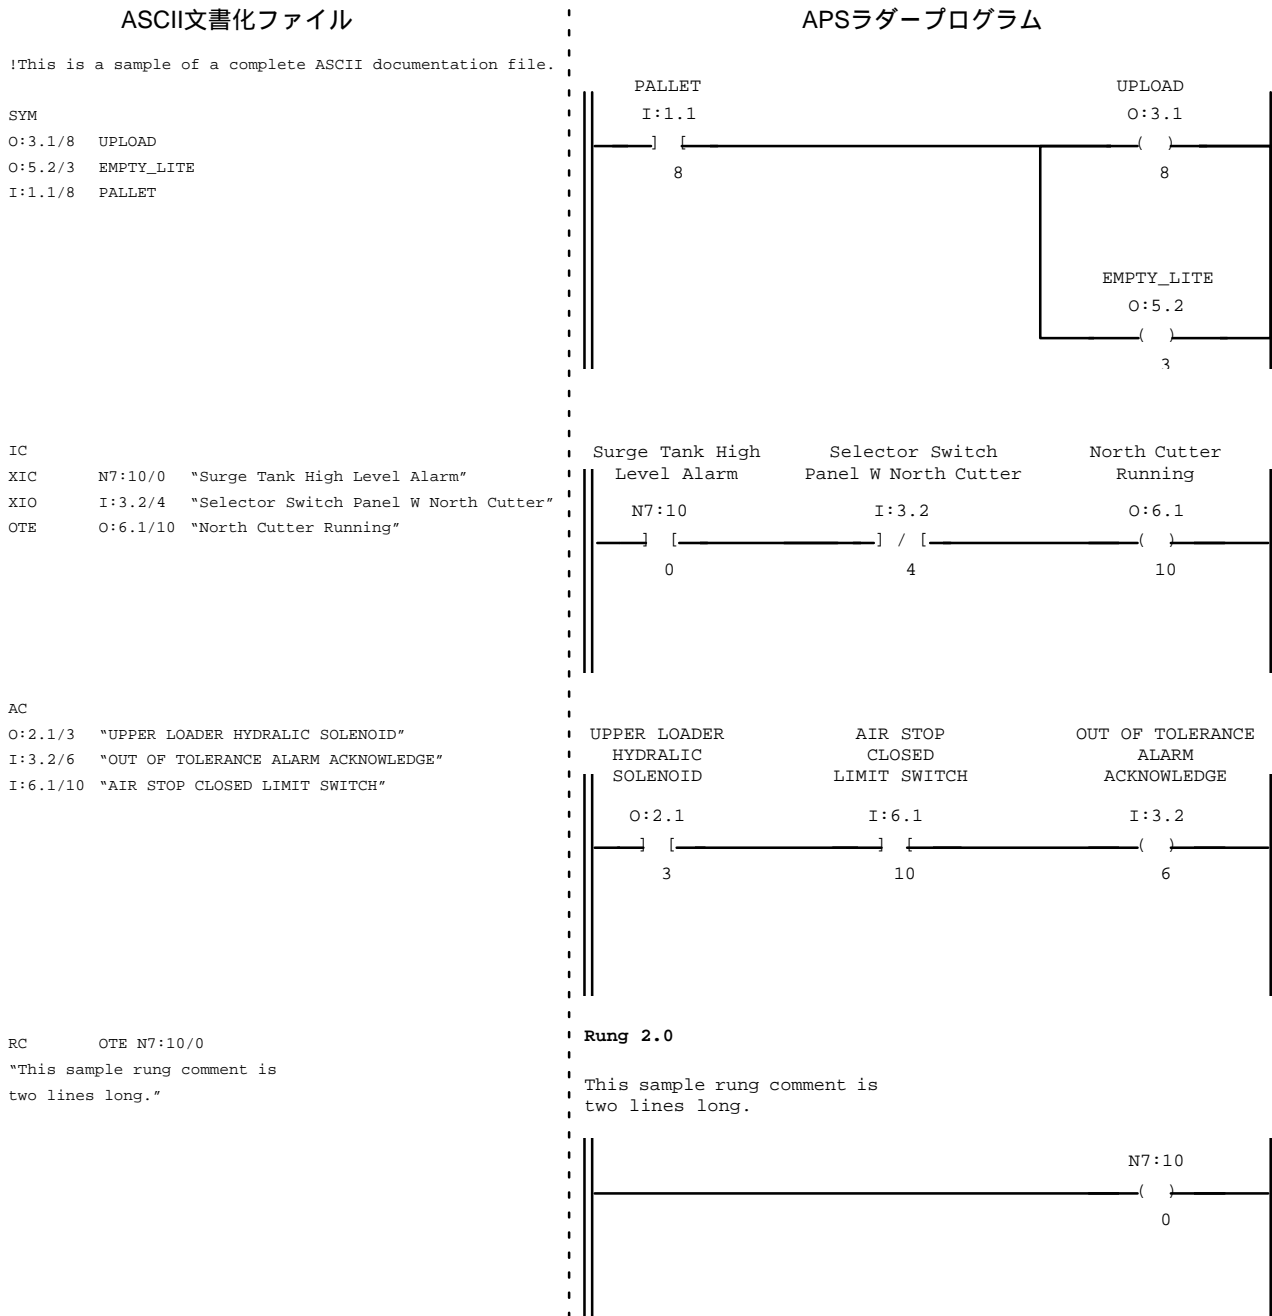 ASCII文書化ファイル
!This is a sample of a complete ASCII documentation file.
SYM
O:3.1/8 UPLOAD
O:5.2/3 EMPTY_LITE
I:1.1/8 PALLET
IC
XIC N7:10/0 “Surge Tank High Level Alarm”
XIO I:3.2/4 “Selector Switch Panel W North Cutter”
OTE O:6.1/10 “North Cutter Running”
AC
O:2.1/3 “UPPER LOADER HYDRALIC SOLENOID”
I:3.2/6 “OUT OF TOLERANCE ALARM ACKNOWLEDGE”
I:6.1/10 “AIR STOP CLOSED LIMIT SWITCH”
RC OTE N7:10/0
“This sample rung comment is
two lines long.”
APSラダープログラム
PALLET UPLOAD
I:1.1 O:3.1
] [ ( )
8 8
EMPTY_LITE
O:5.2
( )
3
Surge Tank High Selector Switch North Cutter
Level Alarm Panel W North Cutter Running
N7:10 I:3.2 O:6.1
] [ ] / [ ( )
0 4 10
UPPER LOADER AIR STOP OUT OF TOLERANCE
HYDRALIC CLOSED ALARM
SOLENOID LIMIT SWITCH ACKNOWLEDGE
O:2.1 I:6.1 I:3.2
] [ ] [ ( )
3 10 6
Rung 2.0
This sample rung comment is
two lines long.
N7:10
( )
0